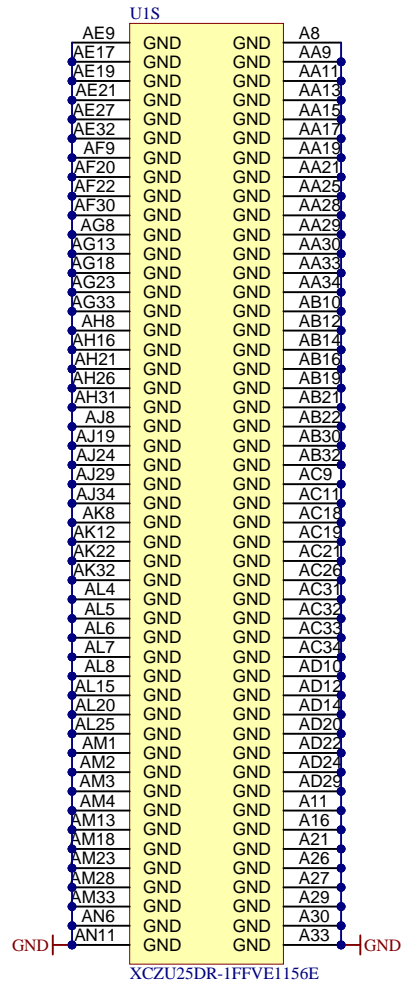 U1S
AE9 GND GND A8
AE17 GND GND AA9
AE19 GND GND AA11
AE21 GND GND AA13
AE27 GND GND AA15
AE32 GND GND AA17
AF9 GND GND AA19
AF20 GND GND AA21
AF22 GND GND AA25
AF30 GND GND AA28
AG8 GND GND AA29
AG13 GND GND AA30
AG18 GND GND AA33
AG23 GND GND AA34
AG33 GND GND AB10
AH8 GND GND AB12
AH16 GND GND AB14
AH21 GND GND AB16
AH26 GND GND AB19
AH31 GND GND AB21
AJ8 GND GND AB22
AJ19 GND GND AB30
AJ24 GND GND AB32
AJ29 GND GND AC9
AJ34 GND GND AC11
AK8 GND GND AC18
AK12 GND GND AC19
AK22 GND GND AC21
AK32 GND GND AC26
AL4 GND GND AC31
AL5 GND GND AC32
AL6 GND GND AC33
AL7 GND GND AC34
AL8 GND GND AD10
AL15 GND GND AD12
AL20 GND GND AD14
AL25 GND GND AD20
AM1 GND GND AD22
AM2 GND GND AD24
AM3 GND GND AD29
AM4 GND GND A11
AM13 GND GND A16
AM18 GND GND A21
AM23 GND GND A26
AM28 GND GND A27
AM33 GND GND A29
AN6 GND GND A30
GND AN11 GND GND A33 GND
XCZU25DR-1FFVE1156E